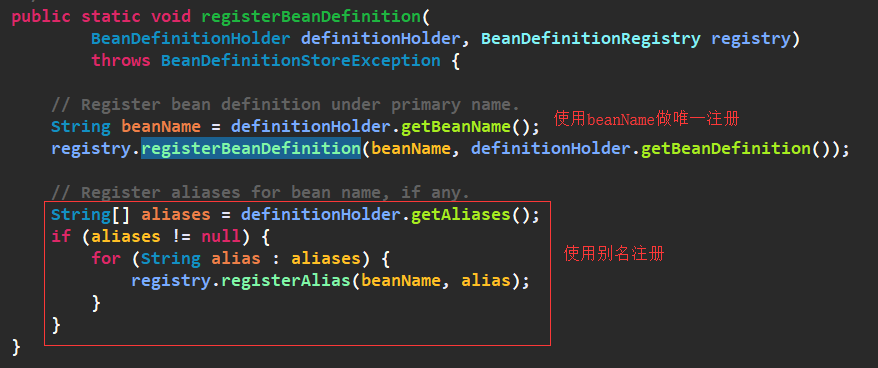 public static void registerBeanDefinition(
BeanDefinitionHolder definitionHolder, BeanDefinitionRegistry registry)
throws BeanDefinitionStoreException {
// Register bean definition under primary name.
String beanName = definitionHolder.getBeanName(); 使用beanName做唯一注册
registry.registerBeanDefinition(beanName, definitionHolder.getBeanDefinition());
// Register aliases for bean name, if any.
String[] aliases = definitionHolder.getAliases();
if (aliases != null) {
for (String alias : aliases) { 使用别名注册
registry.registerAlias(beanName, alias);
}
}
}